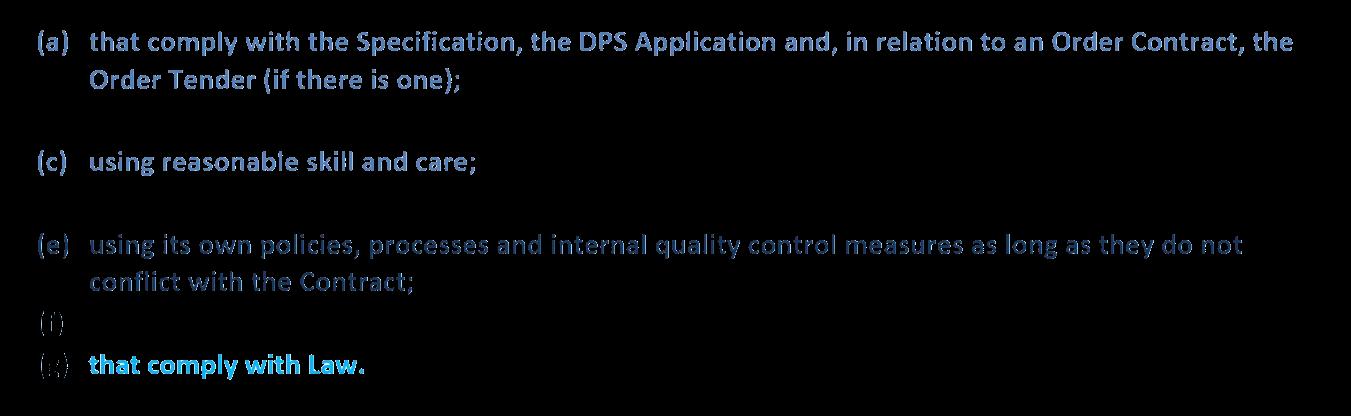 (a) that comply with the Specification, the DPS Application and, in relation to an Order Contract, the
Order Tender (if there is one);
(c) using reasonable skill and care;
(e) using its own policies, processes and internal quality control measures as long as they do not
conflict with the Contract;
(f)
(g) that comply with Law.